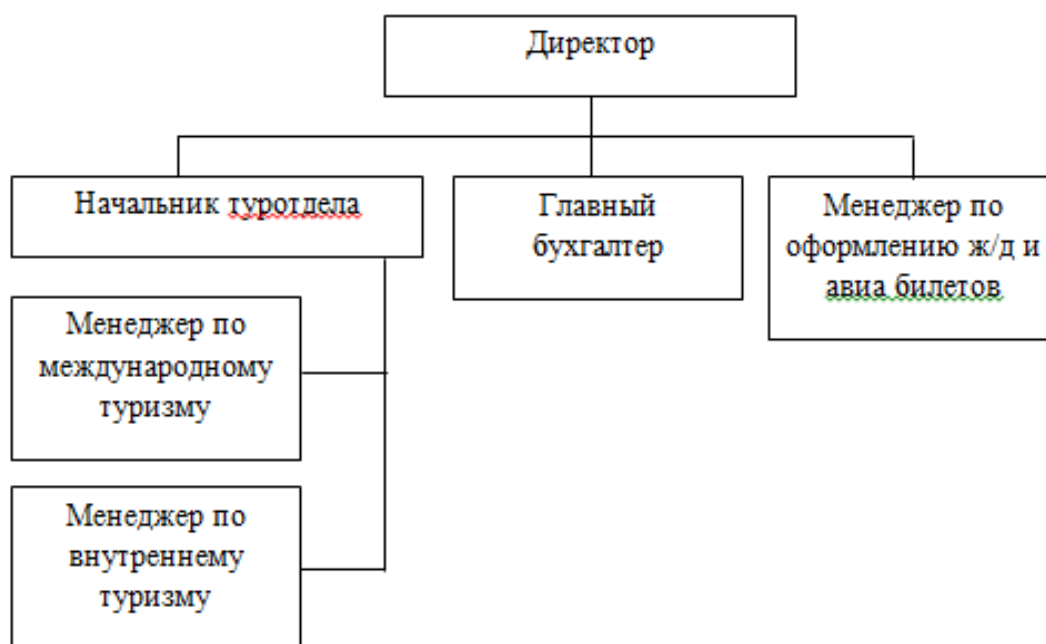 Директор
Начальник туротдела
Главный
бухгалтер
Менеджер по
оформлению ж/д и
авиа билетов
Менеджер по
международному
туризму
Менеджер по
внутреннему
туризму